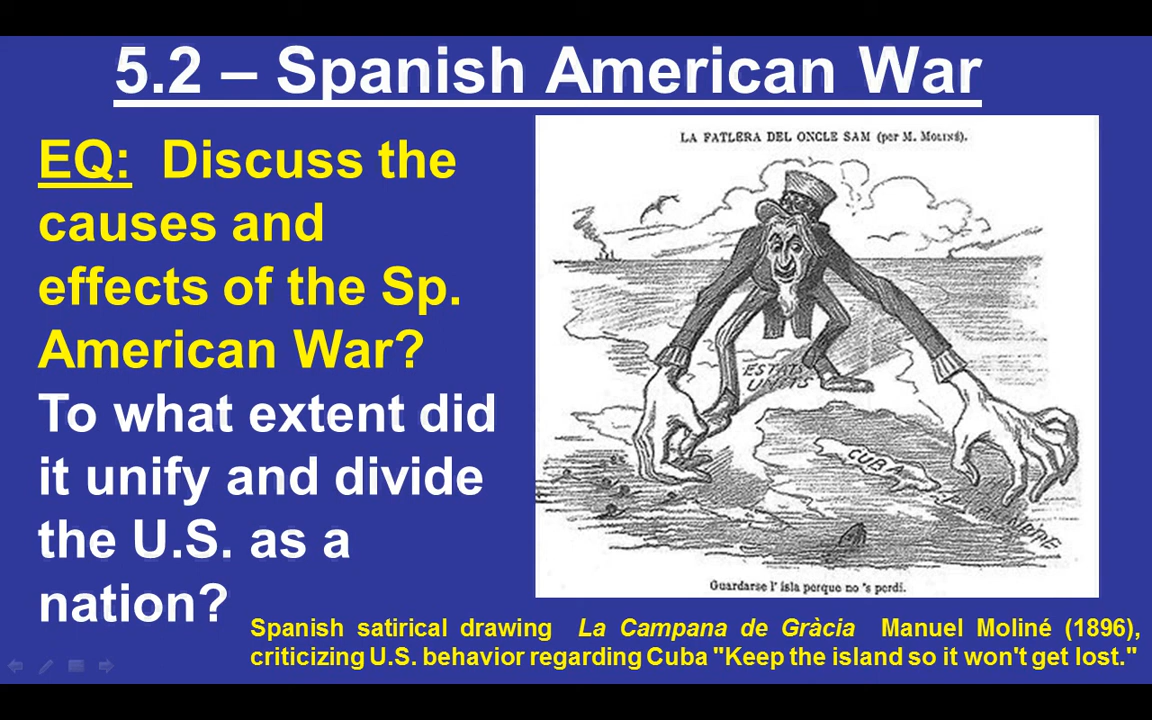 5.2 – Spanish American War
EQ: Discuss the
causes and
effects of the Sp.
American War?
To what extent did
it unify and divide
the U.S. as a
nation?
LA FATLERA DEL ONCLE SAM (per M. MOLINÉ).
ESTATS
UNITS
CUBA
Guardarse l' isla perque no 's perdi.
Spanish satirical drawing La Campana de Gràcia Manuel Moliné (1896),
criticizing U.S. behavior regarding Cuba "Keep the island so it won't get lost."